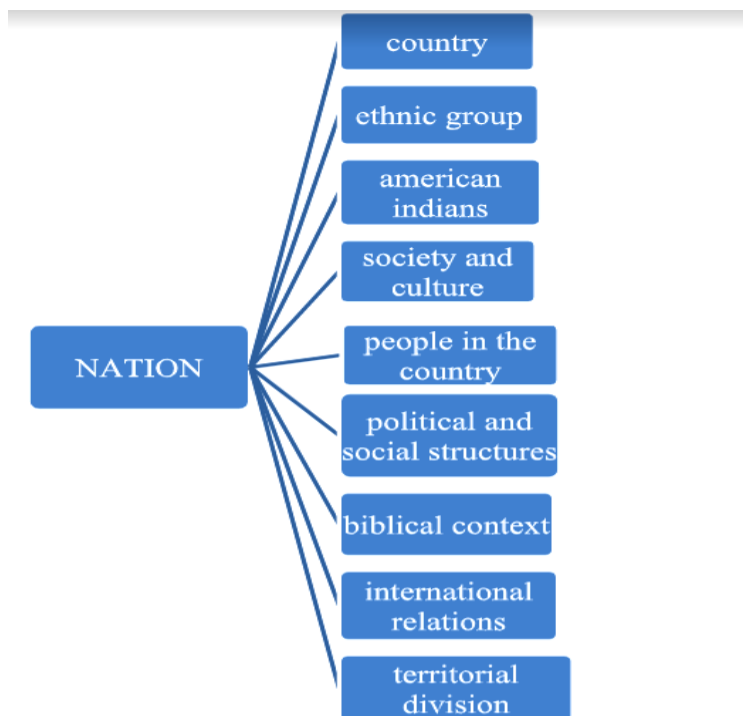 country
ethnic group
american
indians
society and
culture
NATION
people in the
country
political and
social structures
biblical context
international
relations
territorial
division